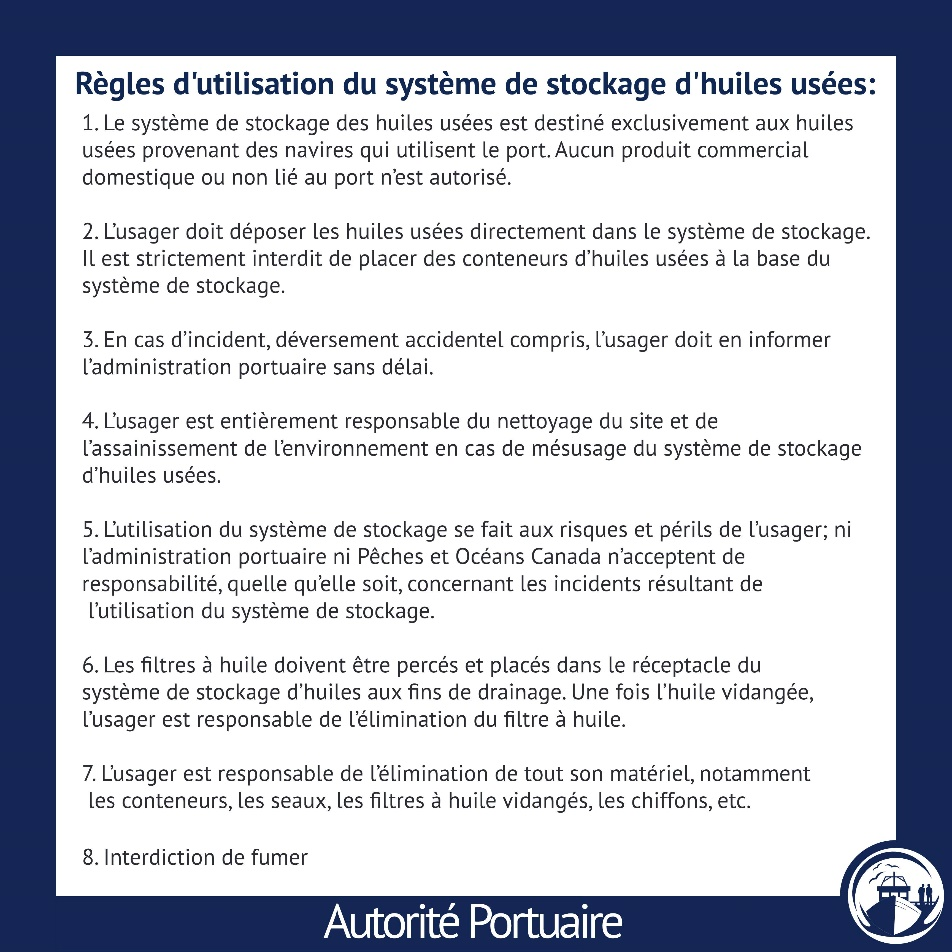 Règles d'utilisation du système de stockage d'huiles usées:
1. Le système de stockage des huiles usées est destiné exclusivement aux huiles
usées provenant des navires qui utilisent le port. Aucun produit commercial
domestique ou non lié au port n’est autorisé.
2. L’usager doit déposer les huiles usées directement dans le système de stockage.
Il est strictement interdit de placer des conteneurs d’huiles usées à la base du
système de stockage.
3. En cas d’incident, déversement accidentel compris, l’usager doit en informer
l’administration portuaire sans délai.
4. L’usager est entièrement responsable du nettoyage du site et de
l’assainissement de l’environnement en cas de mésusage du système de stockage
d’huiles usées.
5. L’utilisation du système de stockage se fait aux risques et périls de l’usager; ni
l’administration portuaire ni Pêches et Océans Canada n’acceptent de
responsabilité, quelle qu’elle soit, concernant les incidents résultant de
l’utilisation du système de stockage.
6. Les filtres à huile doivent être percés et placés dans le réceptacle du
système de stockage d’huiles aux fins de drainage. Une fois l’huile vidangée,
l’usager est responsable de l’élimination du filtre à huile.
7. L’usager est responsable de l’élimination de tout son matériel, notamment
les conteneurs, les seaux, les filtres à huile vidangés, les chiffons, etc.
8. Interdiction de fumer
Autorité Portuaire